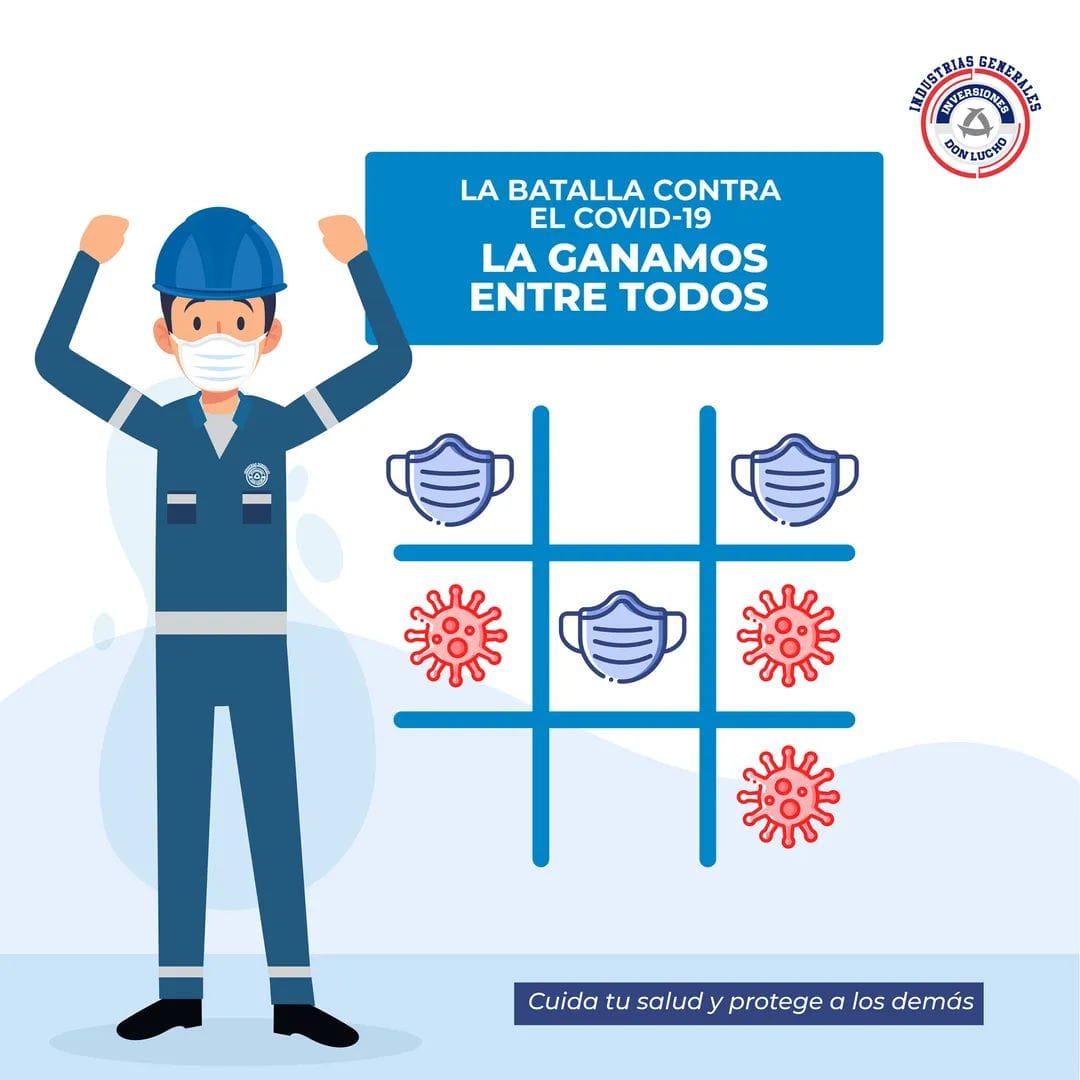 INDUSTRIAS GENERALES
INVERSIONES
DON LUCHO
LA BATALLA CONTRA
EL COVID-19
LA GANAMOS
ENTRE TODOS
Cuida tu salud y protege a los demás